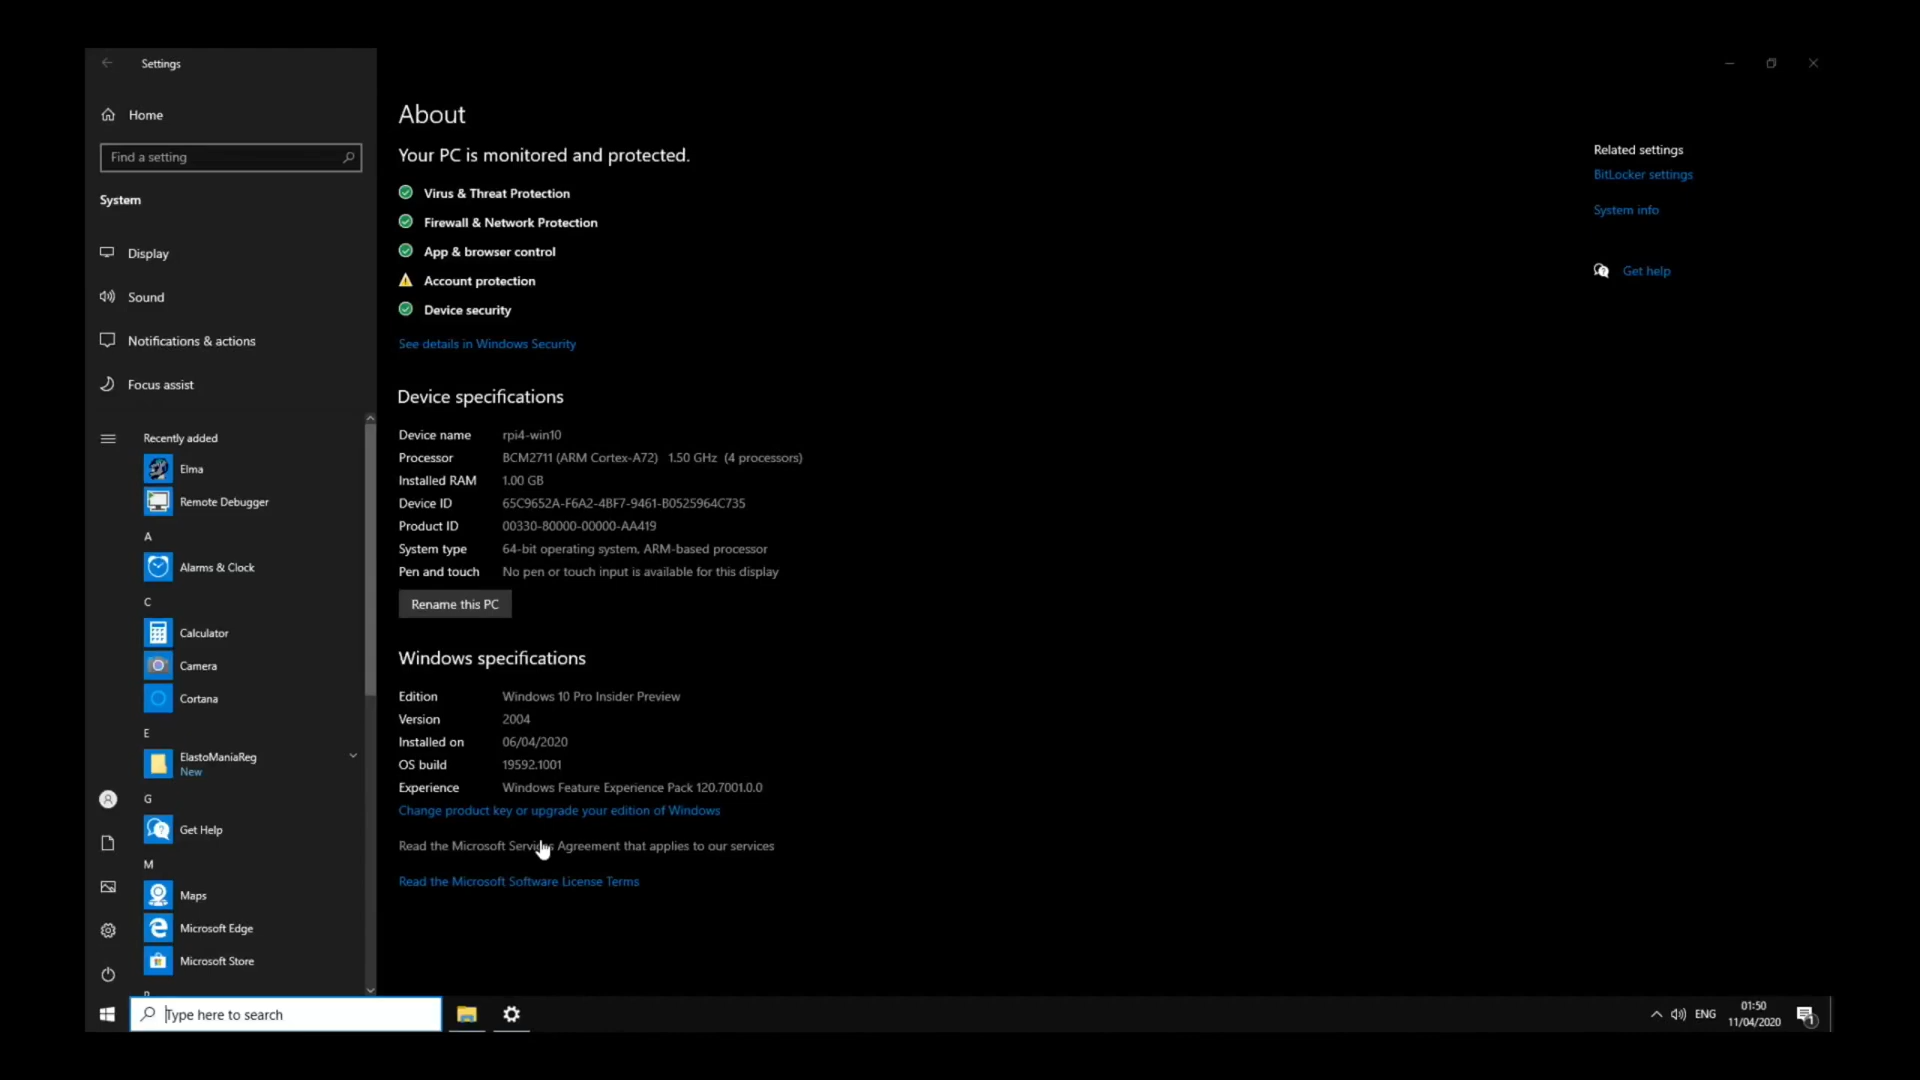 Settings
Home
Find a setting
System
Display
Sound
Notifications & actions
Focus assist
Recently added
Elma
Remote Debugger
A
Alarms & Clock
C
Calculator
Camera
Cortana
E
ElastoManiaReg
New
G
Get Help
M
Maps
Microsoft Edge
Microsoft Store
Type here to search
About
Your PC is monitored and protected.
Virus & Threat Protection
Firewall & Network Protection
App & browser control
Account protection
Device security
See details in Windows Security
Device specifications
Device name rpi4-win10
Processor BCM2711 (ARM Cortex-A72) 1.50 GHz (4 processors)
Installed RAM 1.00 GB
Device ID 65C9652A-F6A2-4BF7-9461-B0525964C735
Product ID 00330-80000-00000-AA419
System type 64-bit operating system, ARM-based processor
Pen and touch No pen or touch input is available for this display
Rename this PC
Windows specifications
Edition Windows 10 Pro Insider Preview
Version 2004
Installed on 06/04/2020
OS build 19592.1001
Experience Windows Feature Experience Pack 120.7001.0.0
Change product key or upgrade your edition of Windows
Read the Microsoft Services Agreement that applies to our services
Read the Microsoft Software License Terms
Related settings
BitLocker settings
System info
Get help
ENG
01:50
11/04/2020
1